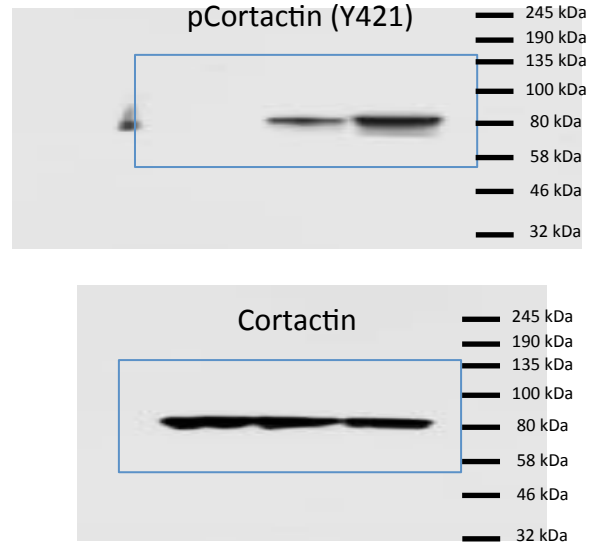 pCortactin (Y421)
245 kDa
190 kDa
135 kDa
100 kDa
80 kDa
58 kDa
46 kDa
32 kDa
Cortactin
245 kDa
190 kDa
135 kDa
100 kDa
80 kDa
58 kDa
46 kDa
32 kDa